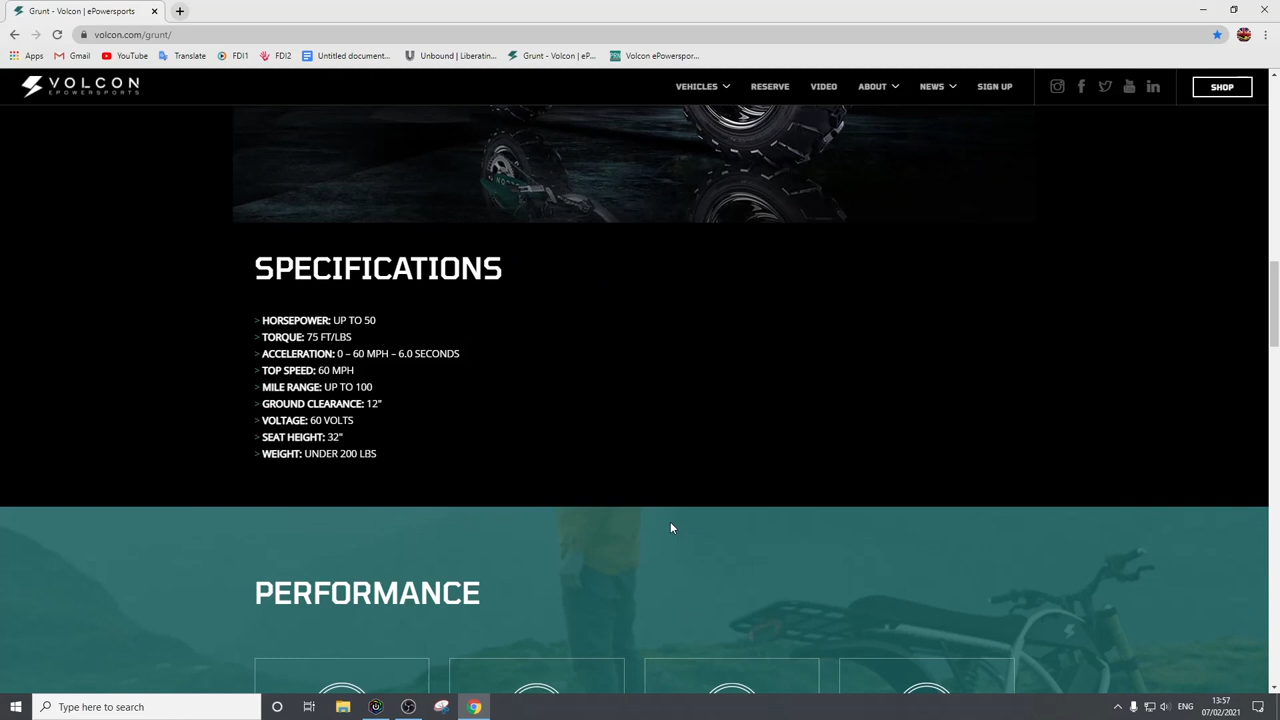 Grunt - Volcon | ePowersports
volcon.com/grunt/
Apps Gmail YouTube Translate FDI1 FDI2 Untitled document... Unbound | Liberatin... Grunt - Volcon | eP... Volcon ePowerspor...
VOLCON
EPOWERSPORTS
VEHICLES RESERVE VIDEO ABOUT NEWS SIGN UP SHOP
SPECIFICATIONS
> HORSEPOWER: UP TO 50
> TORQUE: 75 FT/LBS
> ACCELERATION: 0 – 60 MPH – 6.0 SECONDS
> TOP SPEED: 60 MPH
> MILE RANGE: UP TO 100
> GROUND CLEARANCE: 12"
> VOLTAGE: 60 VOLTS
> SEAT HEIGHT: 32"
> WEIGHT: UNDER 200 LBS
PERFORMANCE
Type here to search
ENG
13:57
07/02/2021